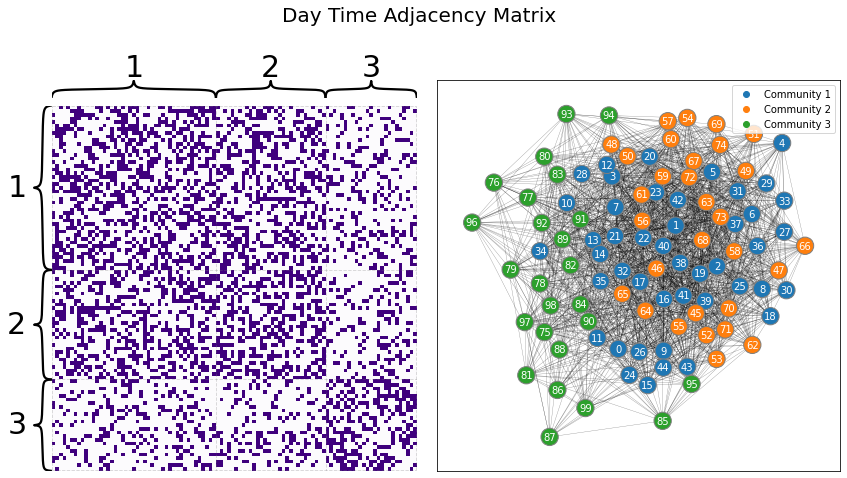 Day Time Adjacency Matrix
1 2 3
1
2
3
Community 1
Community 2
Community 3
93 94 57 54 69 51 4
48 60 74
80 50 20 67
83 28 12 3 59 72 5 49
76 61 23 31 29
77 10 7 42 63 33
96 92 91 56 1 73 37 6
89 13 21 22 40 68 27
34 14 58 36 66
79 82 32 46 38 19 2 47
78 35 17 25 8 30
98 84 65 16 41 39
97 90 64 45 70 18
75 11 55 52 71
88 0 26 9 53 62
81 24 44 43
86 15 95
99 85
87